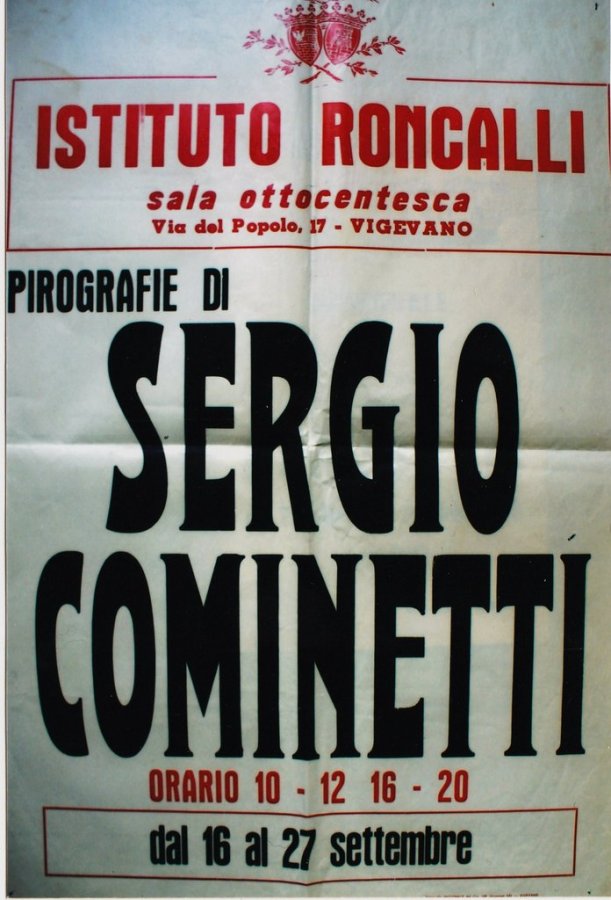 ISTITUTO RONCALLI
sala ottocentesca
Via del Popolo, 17 - VIGEVANO
PIROGRAFIE DI
SERGIO
COMINETTI
ORARIO 10 - 12 16 - 20
dal 16 al 27 settembre